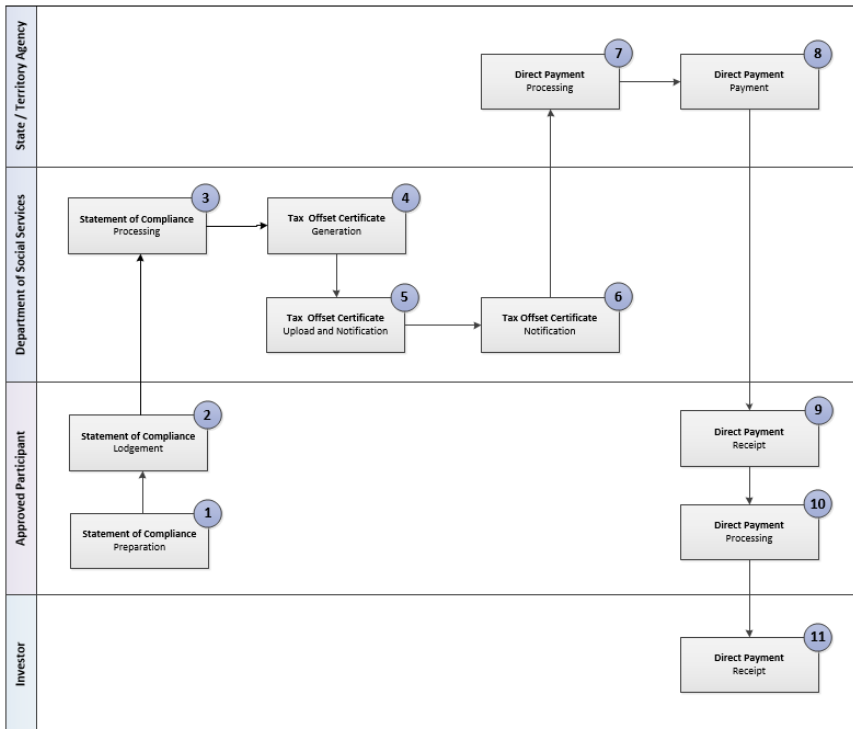 State / Territory Agency
7
Direct Payment
Processing
8
Direct Payment
Payment
Department of Social Services
3
Statement of Compliance
Processing
4
Tax Offset Certificate
Generation
5
Tax Offset Certificate
Upload and Notification
6
Tax Offset Certificate
Notification
Approved Participant
2
Statement of Compliance
Lodgement
1
Statement of Compliance
Preparation
9
Direct Payment
Receipt
10
Direct Payment
Processing
Investor
11
Direct Payment
Receipt